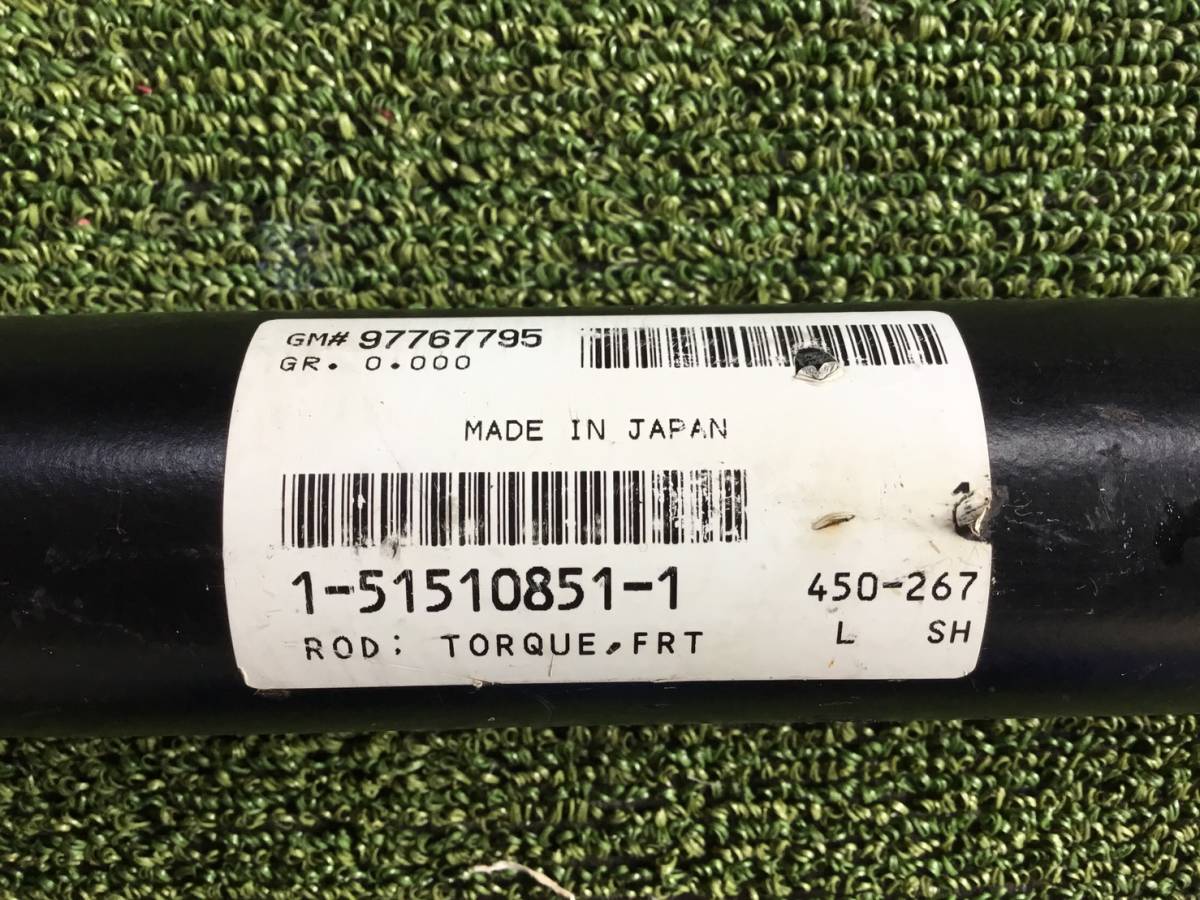 GM# 97767795
GR. 0.000
MADE IN JAPAN
1-51510851-1
450-267
ROD; TORQUE,FRT
L SH